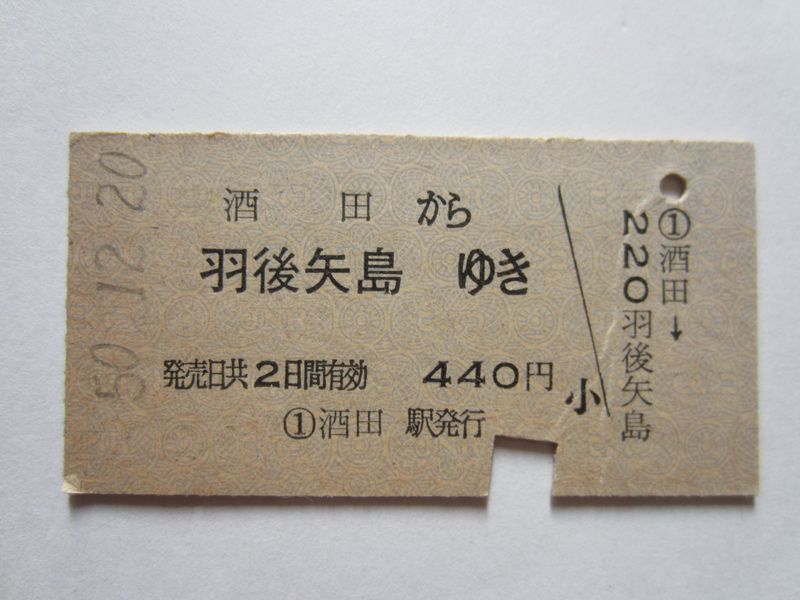 50.12.20
酒田から
羽後矢島 ゆき
発売日共2日間有効 440円
①酒田 駅発行
小
①酒田→
220羽後矢島